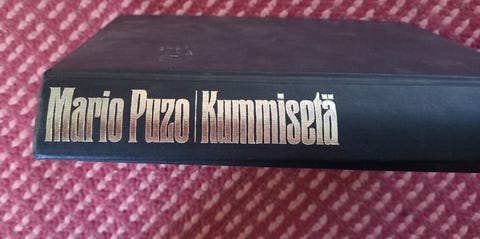 Mario Puzo | Kummisetä